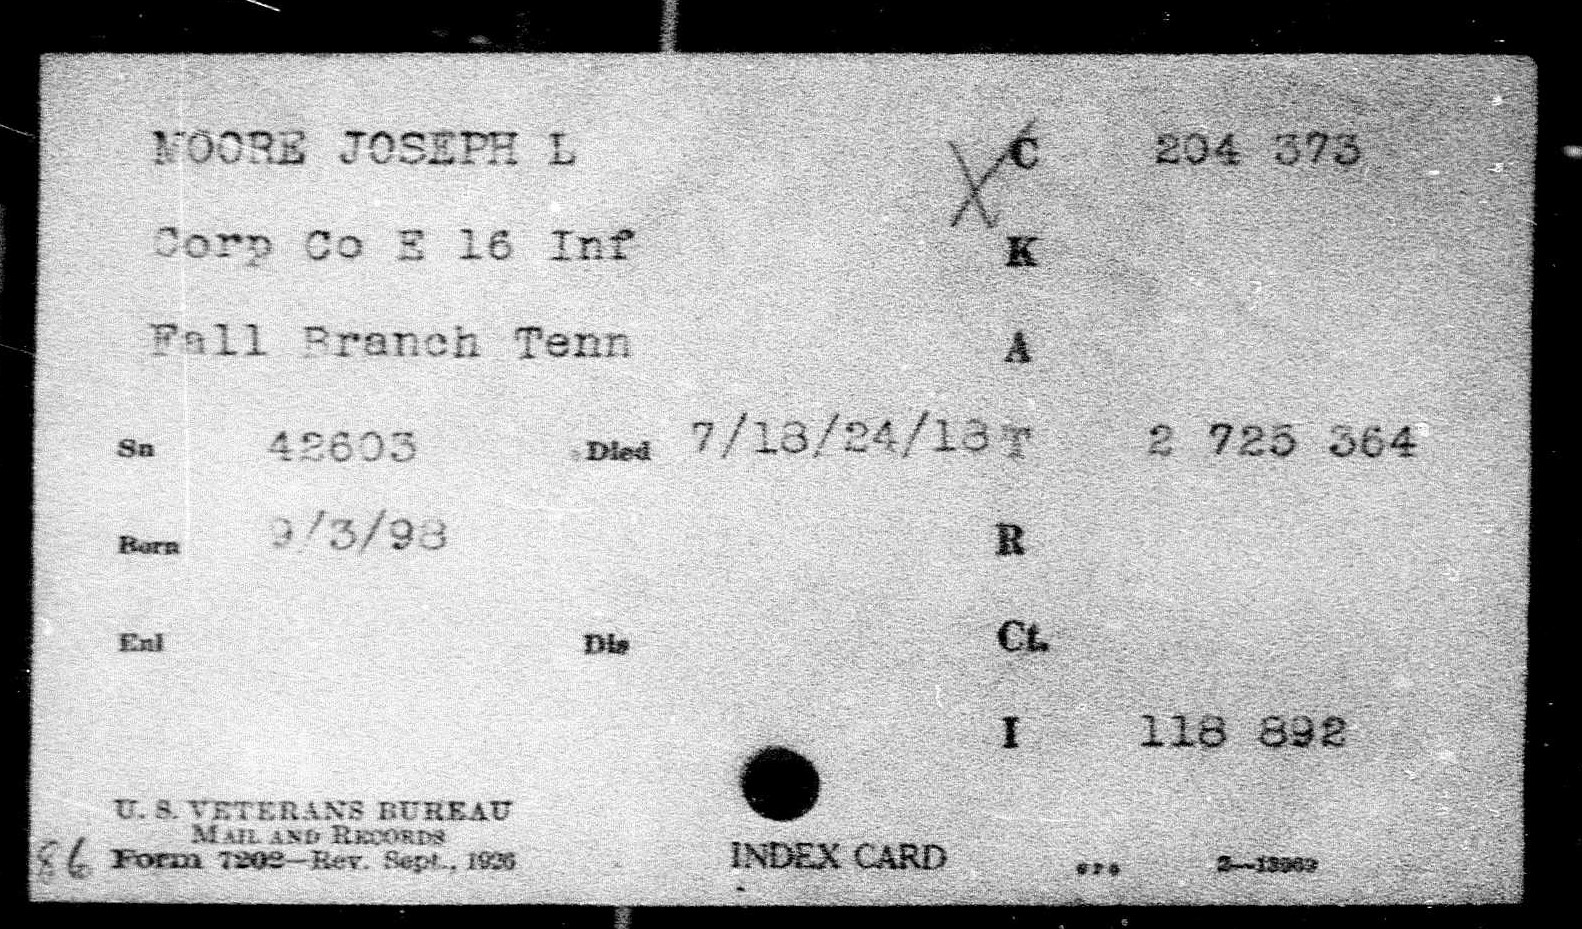 MOORE JOSEPH L C 204 373
Corp Co E 16 Inf K
Fall Branch Tenn A
Sn 42603 Died 7/18/24/18 T 2 725 364
Born 9/3/98 R
Enl Dis Ct.
I 118 892
U. S. VETERANS BUREAU
MAIL AND RECORDS
86 Form 7202—Rev. Sept., 1926 INDEX CARD